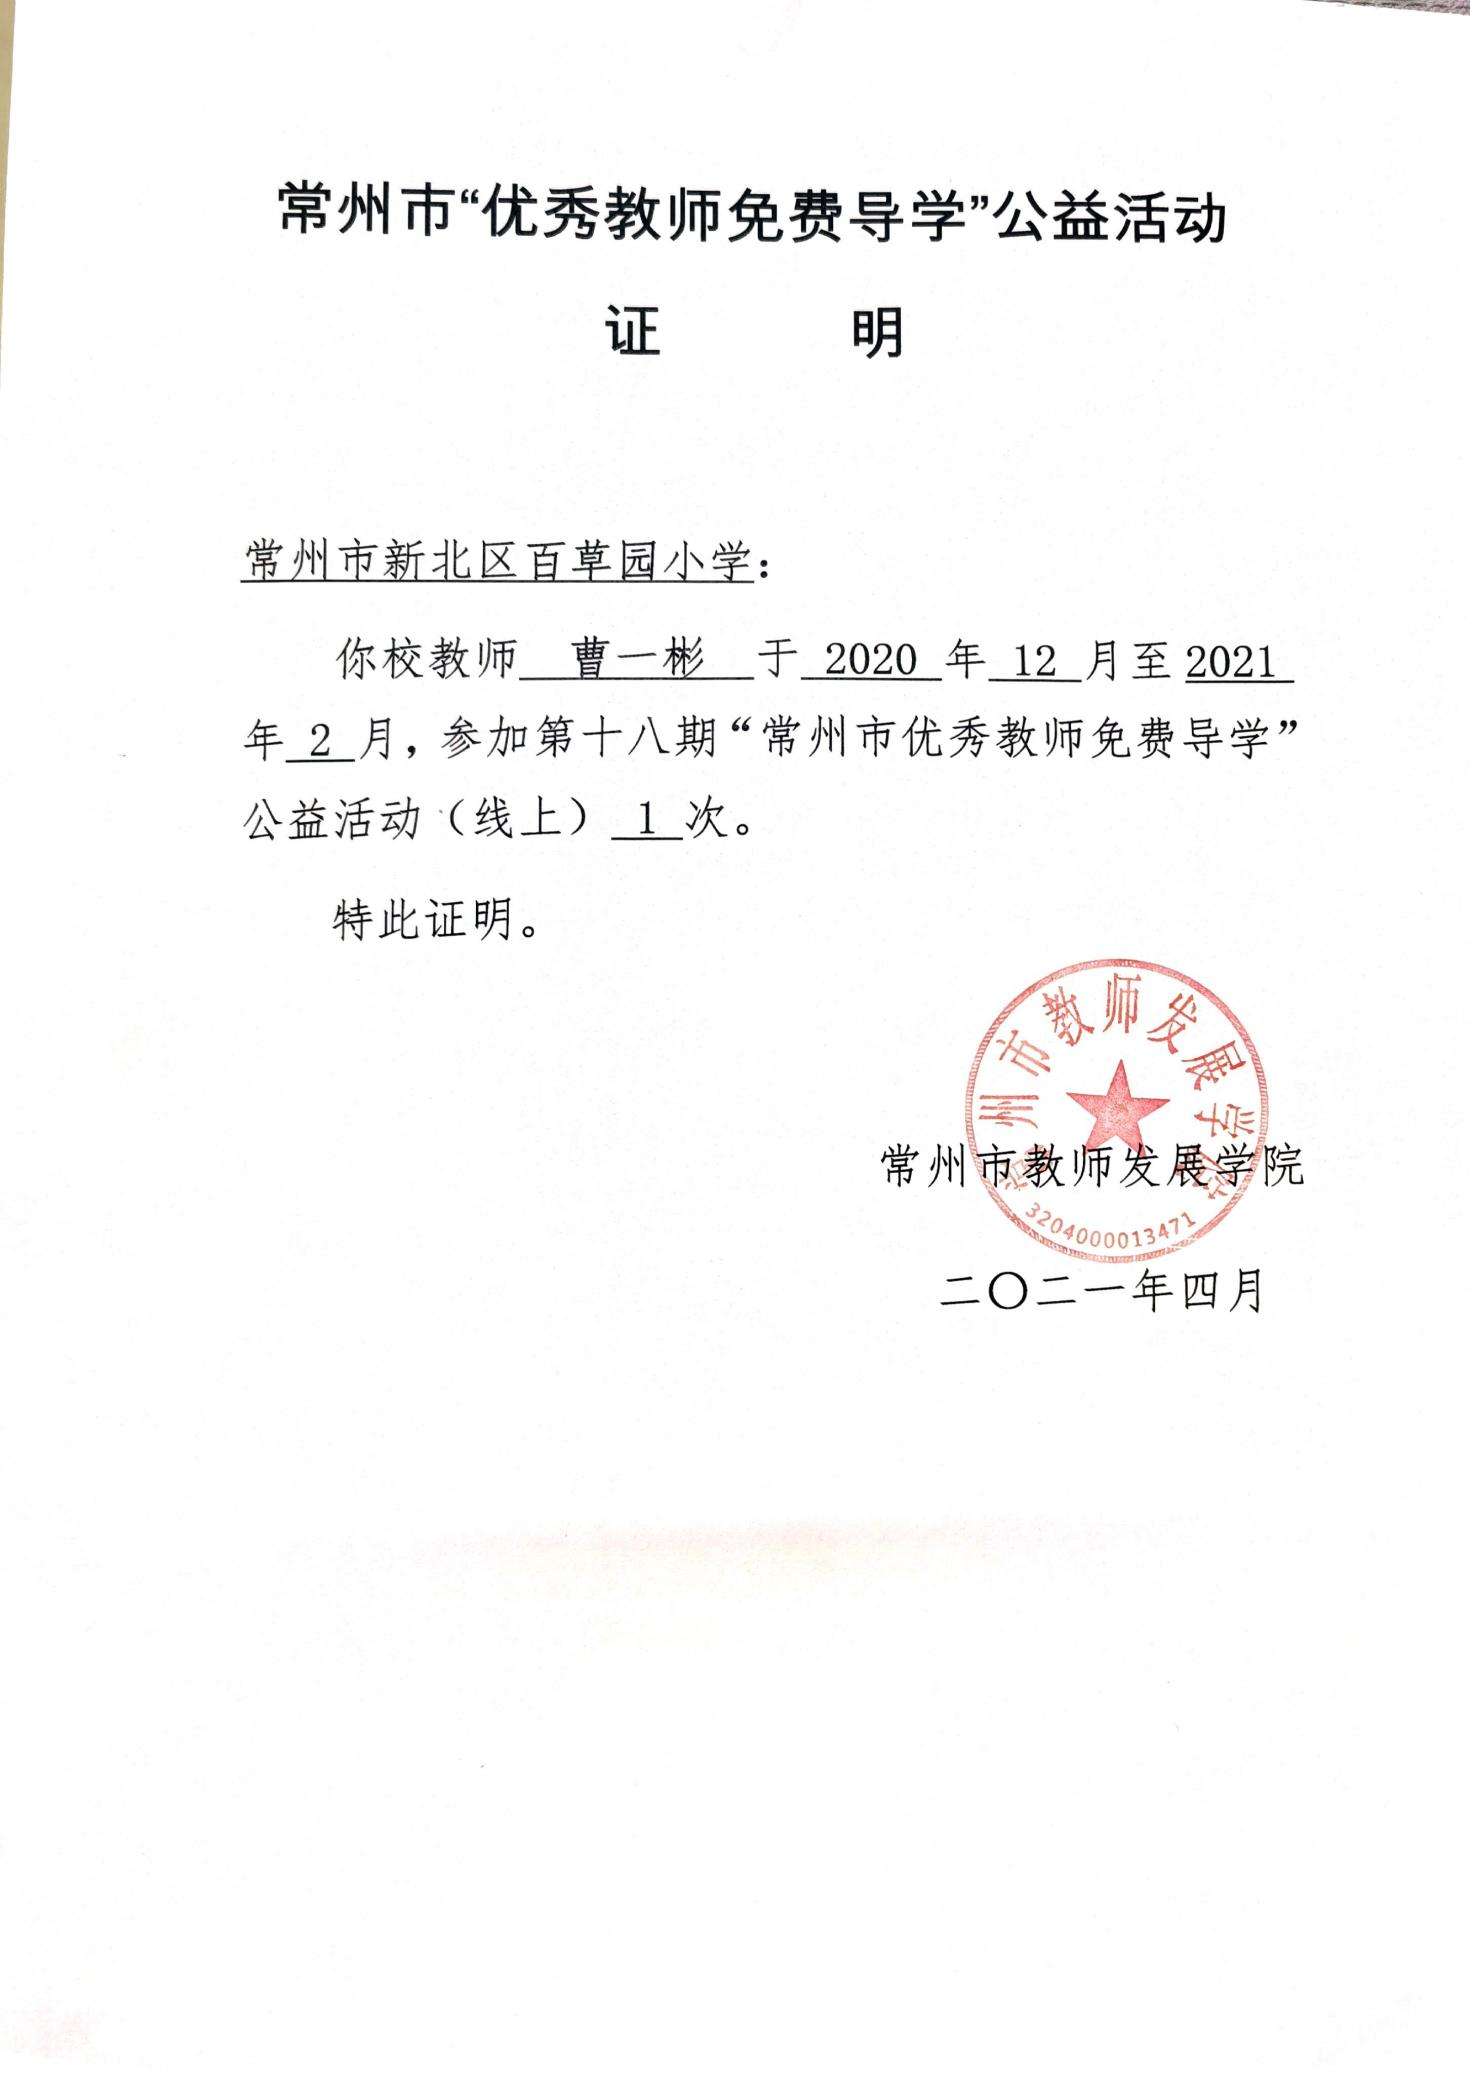 常州市“优秀教师免费导学”公益活动
证 明
常州市新北区百草园小学：
你校教师 曹一彬 于 2020 年 12 月至 2021
年 2 月，参加第十八期“常州市优秀教师免费导学”
公益活动（线上） 1 次。
特此证明。
常州市教师发展学院
常州市教师发展学院
3204000013471
二〇二一年四月